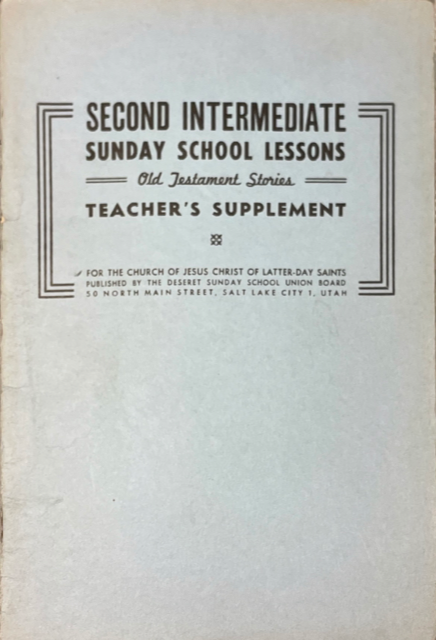 SECOND INTERMEDIATE
SUNDAY SCHOOL LESSONS
Old Testament Stories
TEACHER'S SUPPLEMENT
FOR THE CHURCH OF JESUS CHRIST OF LATTER-DAY SAINTS
PUBLISHED BY THE DESERET SUNDAY SCHOOL UNION BOARD
50 NORTH MAIN STREET, SALT LAKE CITY 1, UTAH